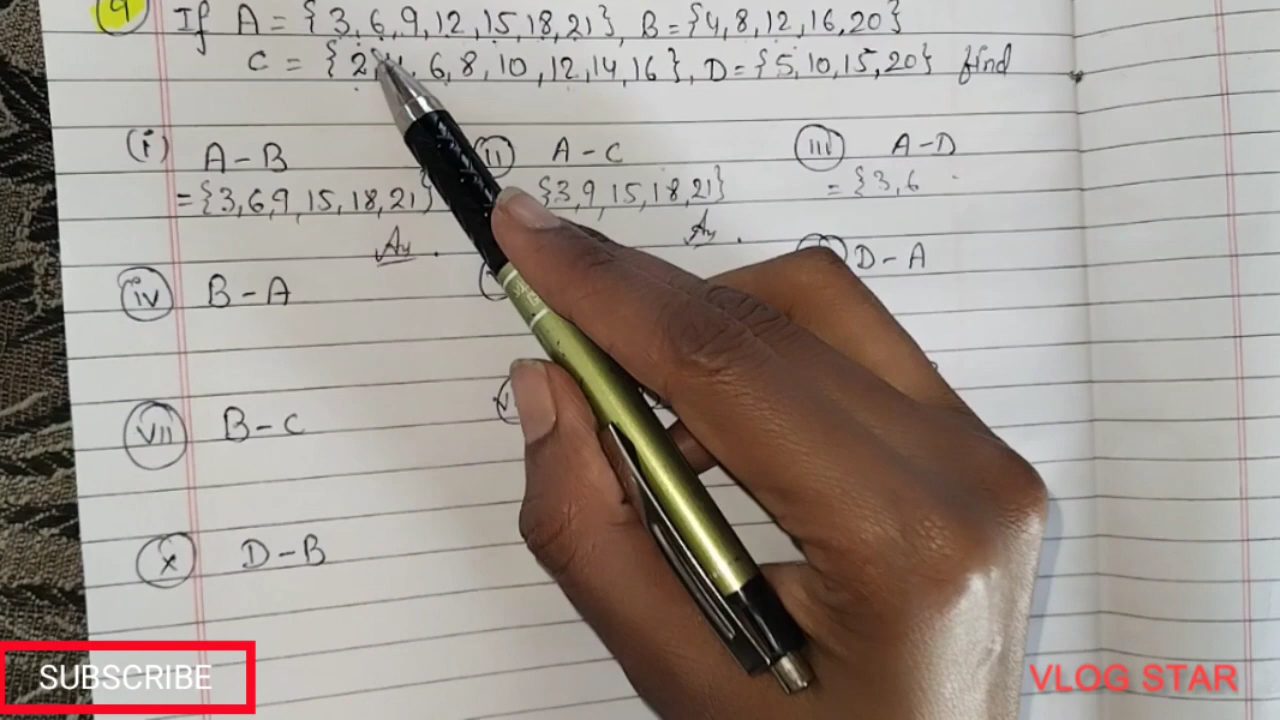 9 If A = {3,6,9,12,15,18,21}, B={4,8,12,16,20}
C = {2, 6,8,10,12,14,16}, D={5,10,15,20} find
(i) A-B (ii) A-C (iii) A-D
={3,6,9,15,18,21} {3,9,15,18,21} = {3,6
D-A
(iv) B-A
(vii) B-C
(x) D-B
SUBSCRIBE
VLOG STAR